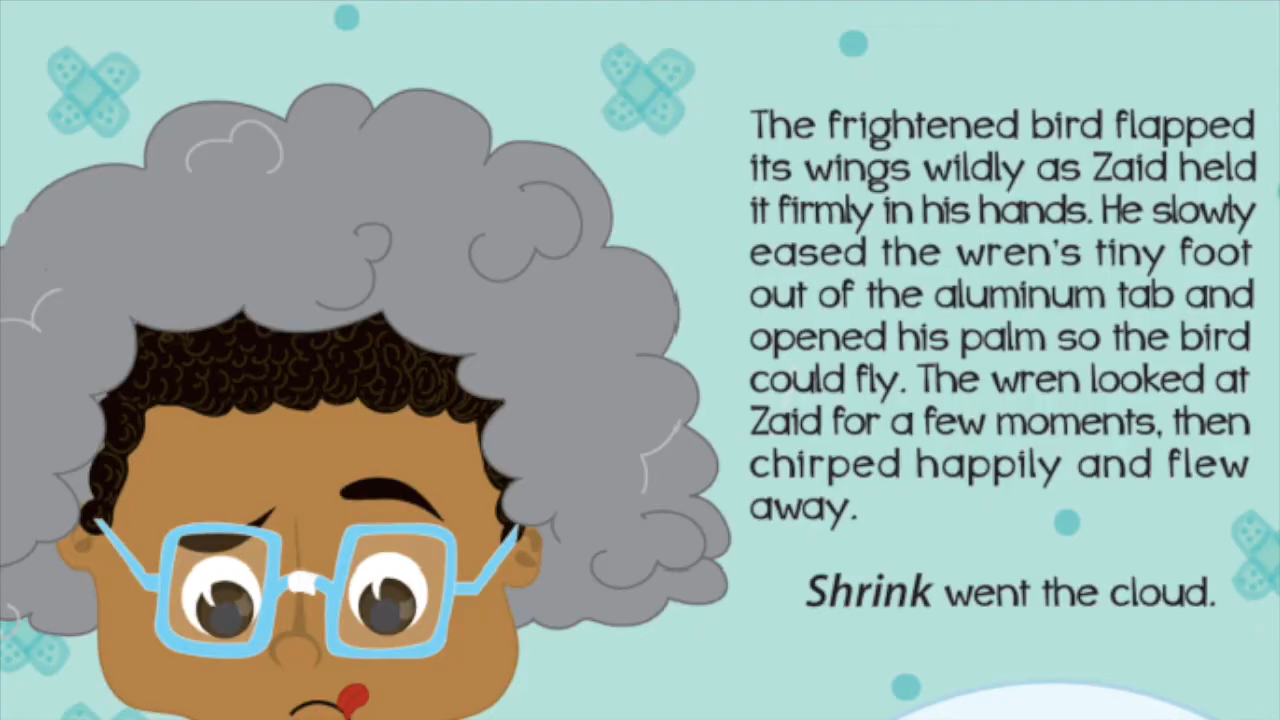 The frightened bird flapped
its wings wildly as Zaid held
it firmly in his hands. He slowly
eased the wren's tiny foot
out of the aluminum tab and
opened his palm so the bird
could fly. The wren looked at
Zaid for a few moments, then
chirped happily and flew
away.
Shrink went the cloud.